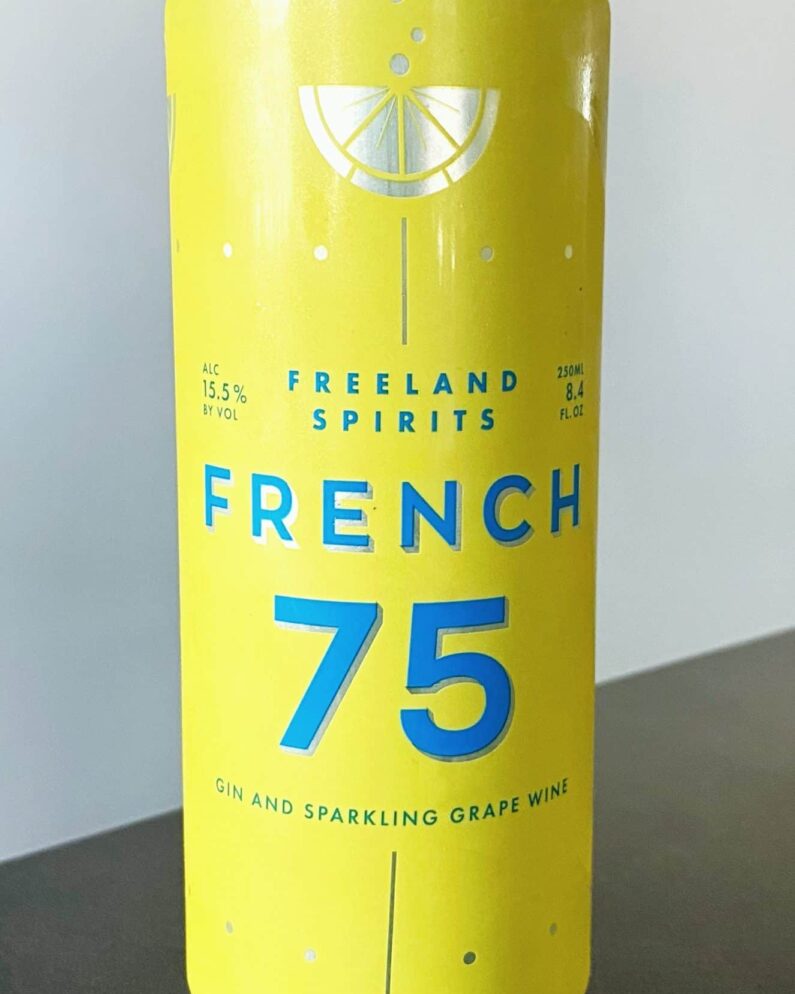 ALC
15.5%
BY VOL
FREELAND
SPIRITS
250ML
8.4
FL.OZ
FRENCH
75
GIN AND SPARKLING GRAPE WINE